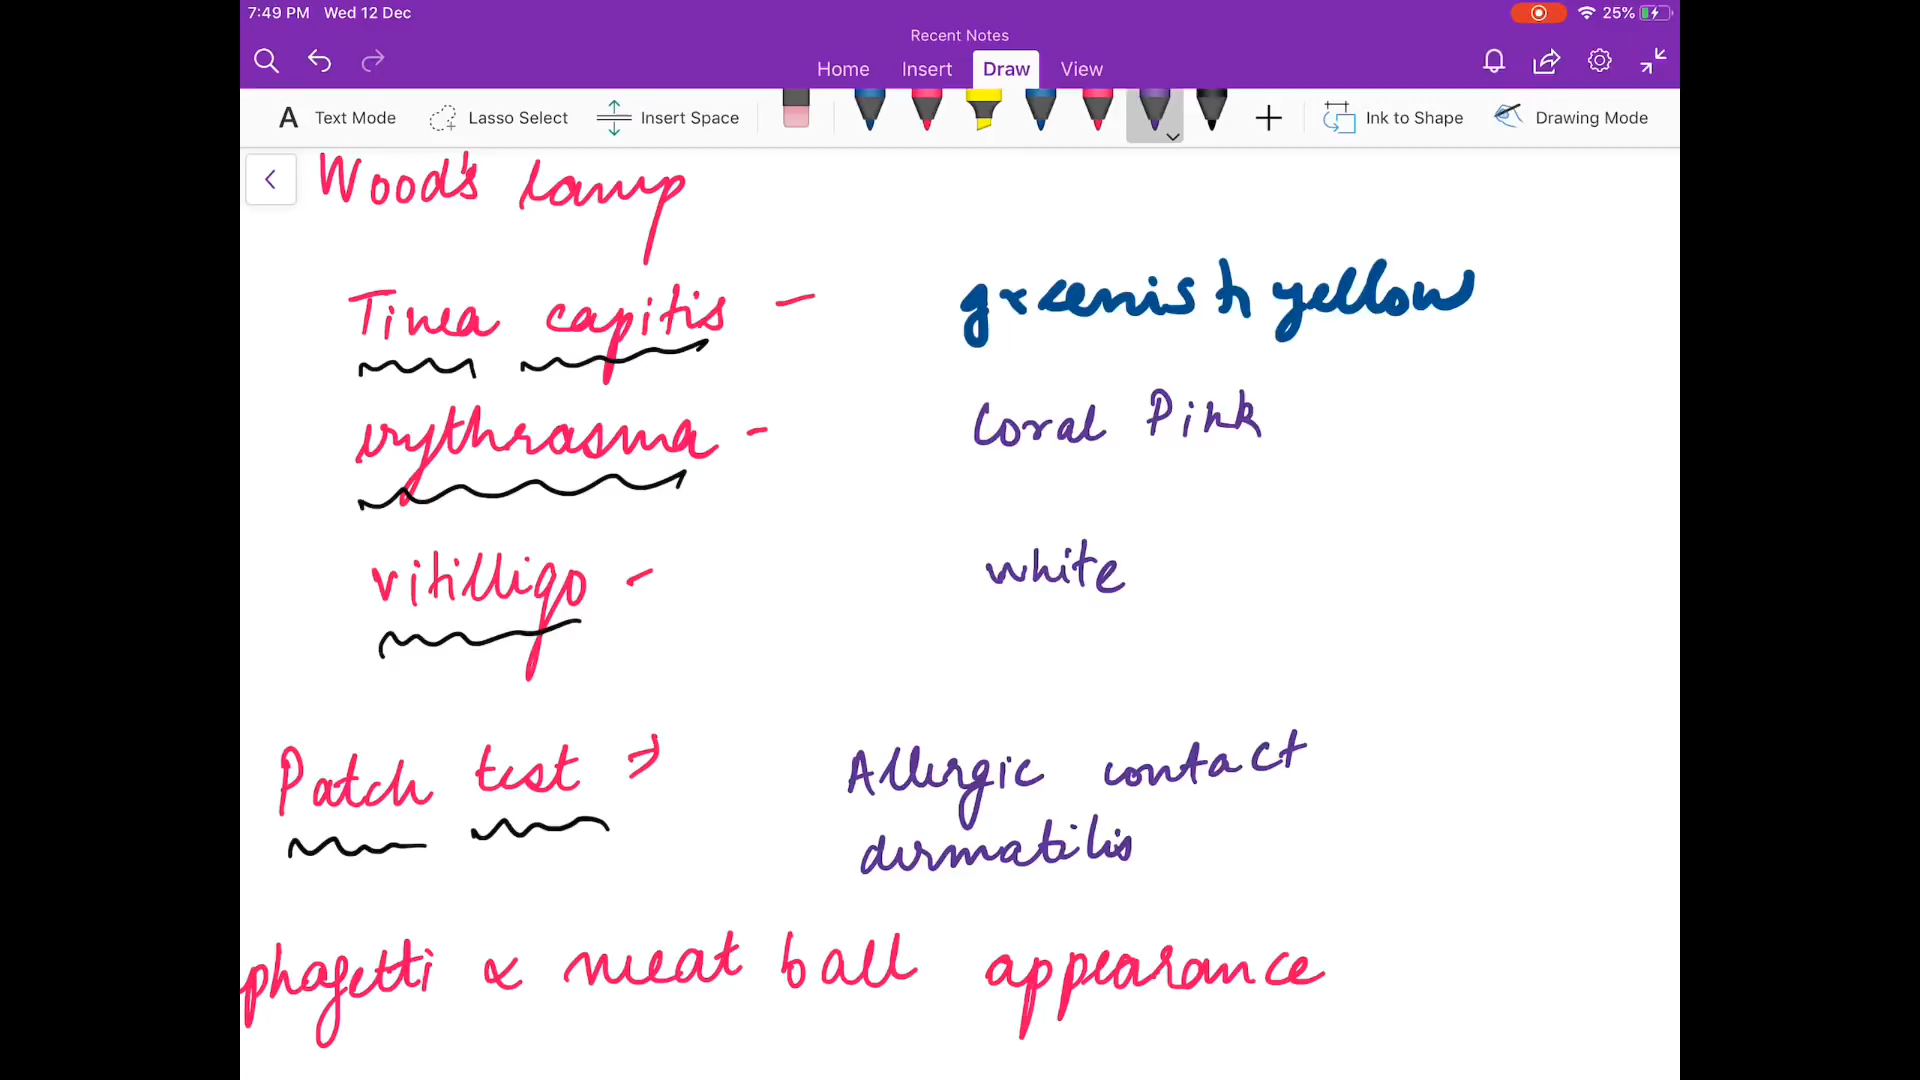 7:49 PM Wed 12 Dec 25%
Recent Notes
Home Insert Draw View
A Text Mode Lasso Select Insert Space Ink to Shape Drawing Mode
Wood's lamp
Tinea capitis - greenish yellow
erythrasma - Coral Pink
vitilligo - white
Patch test → Allergic contact
dermatitis
phagetti & meat ball appearance